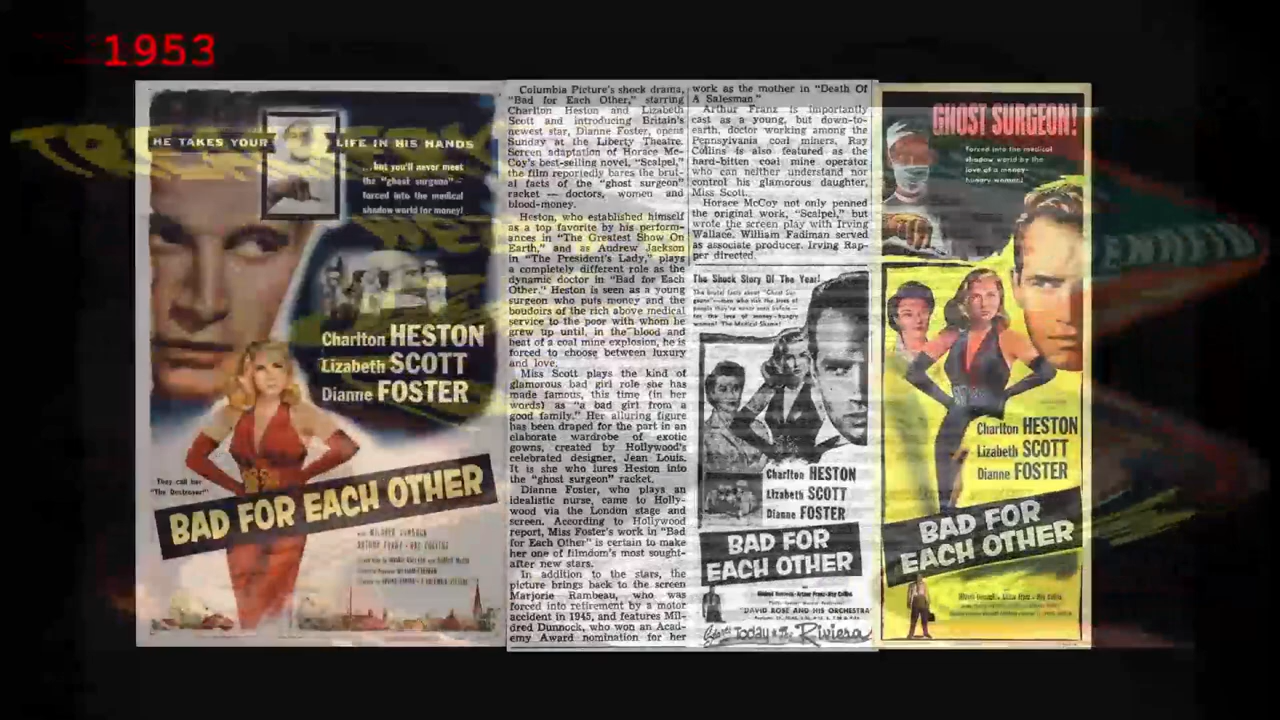 1953
HE TAKES YOUR LIFE IN HIS HANDS
...but you'll never meet
the "ghost surgeon"—
forced into the medical
shadow world for money!
Charlton HESTON
Lizabeth SCOTT
Dianne FOSTER
They call her
"The Destroyer"
BAD FOR EACH OTHER
with MILDRED DUNNOCK
ARTHUR FRANZ • RAY COLLINS
Columbia Picture's shock drama,
"Bad for Each Other," starring
Charlton Heston and Lizabeth
Scott and introducing Britain's
newest star, Dianne Foster, opens
Sunday at the Liberty Theatre.
Screen adaptation of Horace Mc-
Coy's best-selling novel, "Scalpel,"
the film reportedly bares the brut-
al facts of the "ghost surgeon"
racket — doctors, women and
blood-money.
Heston, who established himself
as a top favorite by his perform-
ances in "The Greatest Show On
Earth," and as Andrew Jackson
in "The President's Lady," plays
a completely different role as the
dynamic doctor in "Bad for Each
Other." Heston is seen as a young
surgeon who puts money and the
boudoirs of the rich above medical
service to the poor with whom he
grew up until, in the blood and
heat of a coal mine explosion, he is
forced to choose between luxury
and love.
Miss Scott plays the kind of
glamorous bad girl role she has
made famous, this time (in her
words) as "a bad girl from a
good family." Her alluring figure
has been draped for the part in an
elaborate wardrobe of exotic
gowns, created by Hollywood's
celebrated designer, Jean Louis.
It is she who lures Heston into
the "ghost surgeon" racket.
Dianne Foster, who plays an
idealistic nurse, came to Holly-
wood via the London stage and
screen. According to Hollywood
report, Miss Foster's work in "Bad
for Each Other" is certain to make
her one of filmdom's most sought-
after new stars.
In addition to the stars, the
picture brings back to the screen
Marjorie Rambeau, who was
forced into retirement by a motor
accident in 1945, and features Mil-
dred Dunnock, who won an Acad-
emy Award nomination for her
work as the mother in "Death Of
A Salesman."
Arthur Franz is importantly
cast as a young, but down-to-
earth, doctor working among the
Pennsylvania coal miners, Ray
Collins is also featured as the
hard-bitten coal mine operator
who can neither understand nor
control his glamorous daughter,
Miss Scott.
Horace McCoy not only penned
the original work, "Scalpel," but
wrote the screen play with Irving
Wallace. William Fadiman served
as associate producer. Irving Rap-
per directed.
The Shock Story Of The Year!
Charlton HESTON
Lizabeth SCOTT
Dianne FOSTER
BAD FOR
EACH OTHER
DAVID ROSE AND HIS ORCHESTRA
Starts Today at The Riviera
GHOST SURGEON!
Forced into the medical
shadow world by the
love of a money-
hungry woman!
Charlton HESTON
Lizabeth SCOTT
Dianne FOSTER
BAD FOR
EACH OTHER